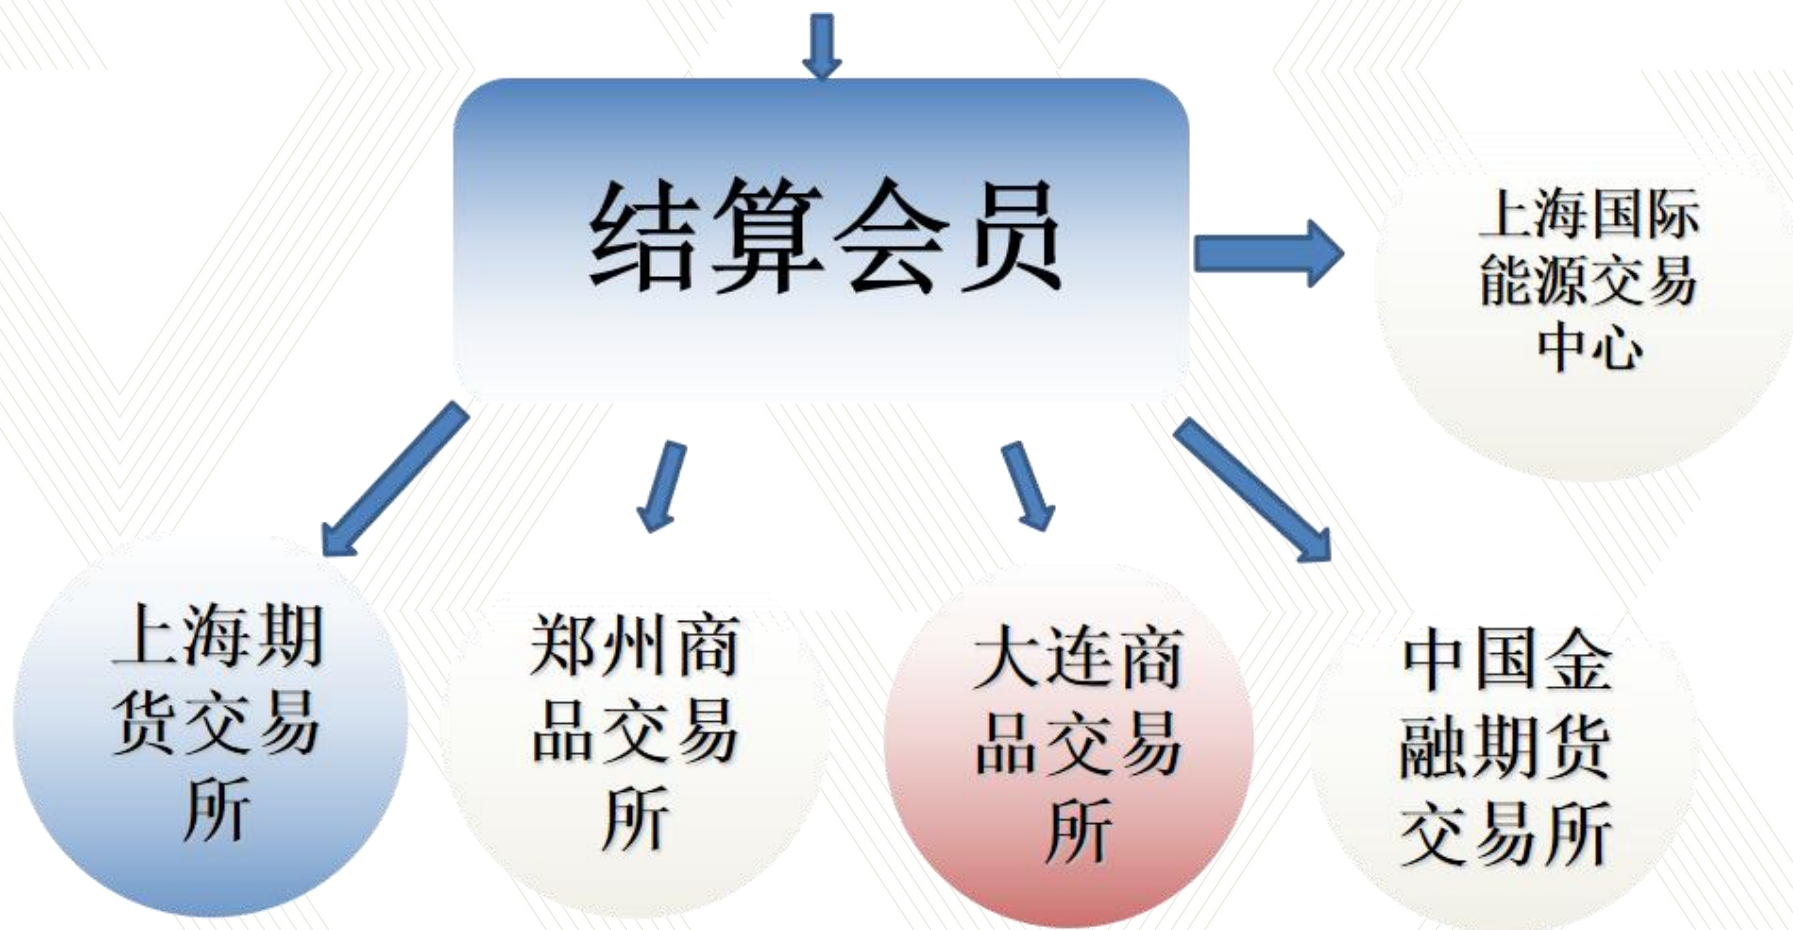 结算会员
上海国际
能源交易
中心
上海期
货交易
所
郑州商
品交易
所
大连商
品交易
所
中国金
融期货
交易所